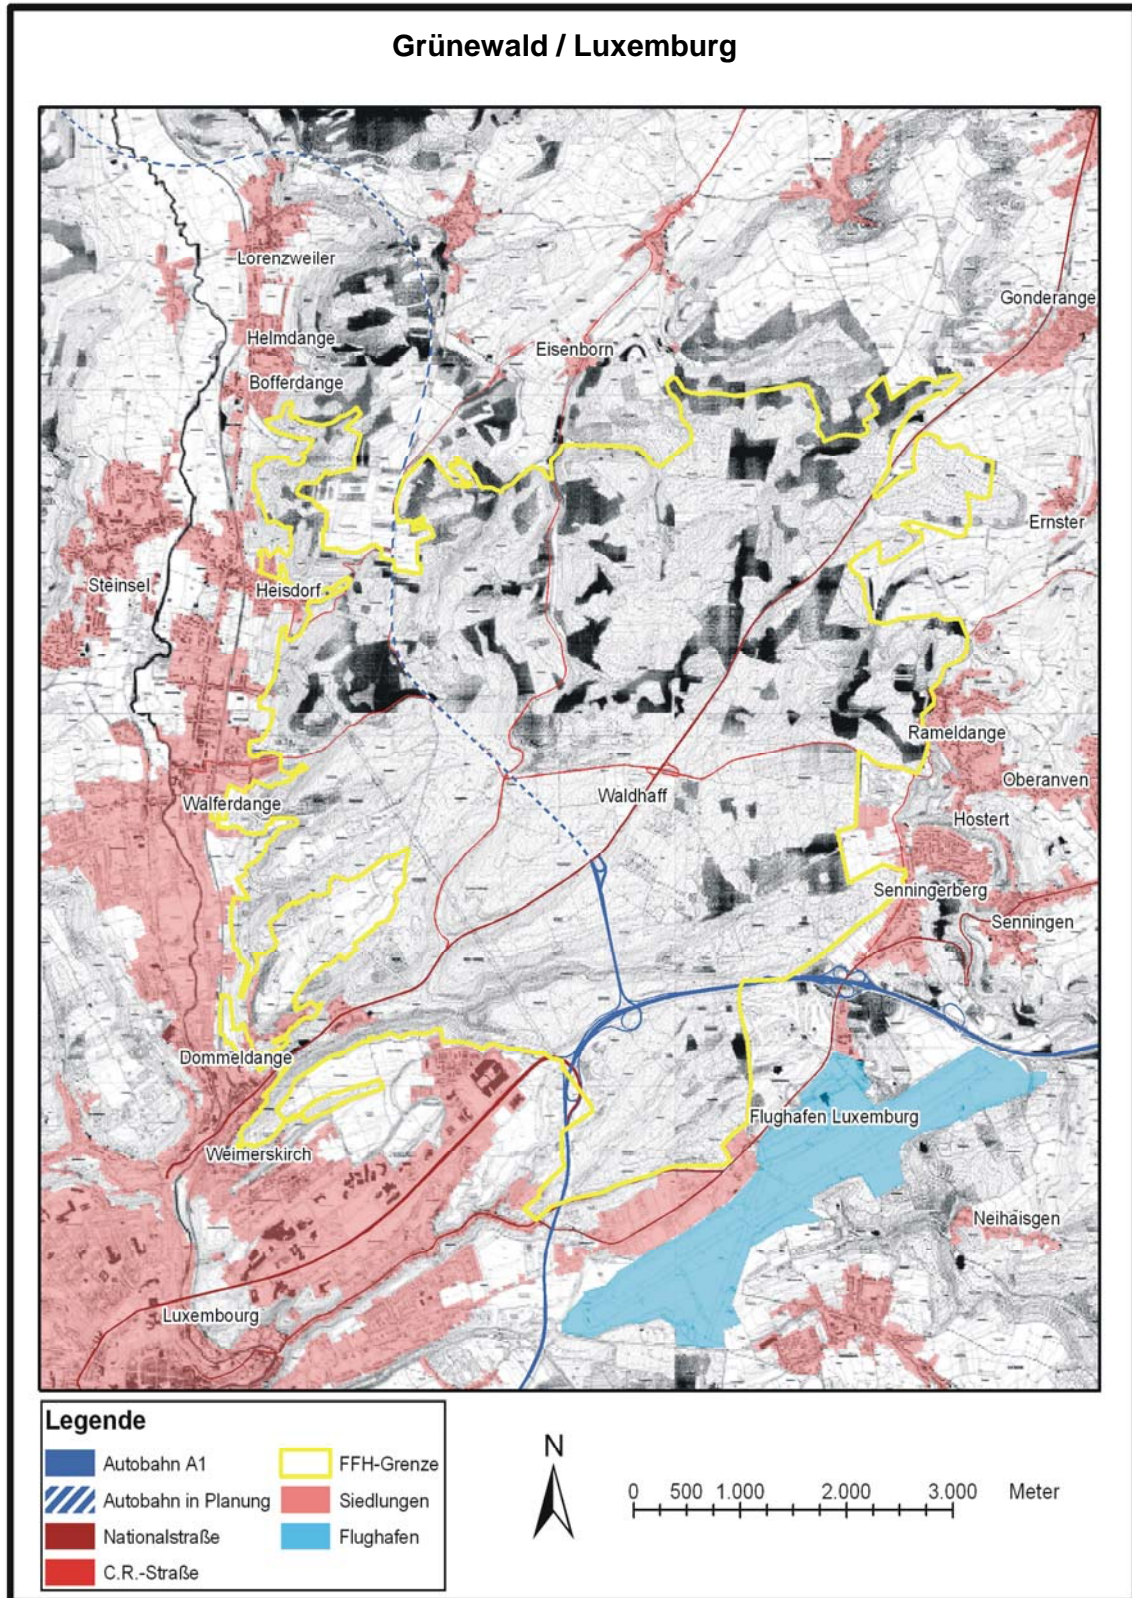 Grünewald / Luxemburg
Lorenzweiler
Gonderange
Helmdange
Eisenborn
Bofferdange
Ernster
Steinsel
Heisdorf
Rameldange
Oberanven
Waldhaff
Walferdange
Hostert
Senningerberg
Senningen
Dommeldange
Flughafen Luxemburg
Weimerskirch
Neihaisgen
Luxembourg
Legende
Autobahn A1
FFH-Grenze
Autobahn in Planung
Siedlungen
Nationalstraße
Flughafen
C.R.-Straße
N
0 500 1.000 2.000 3.000 Meter